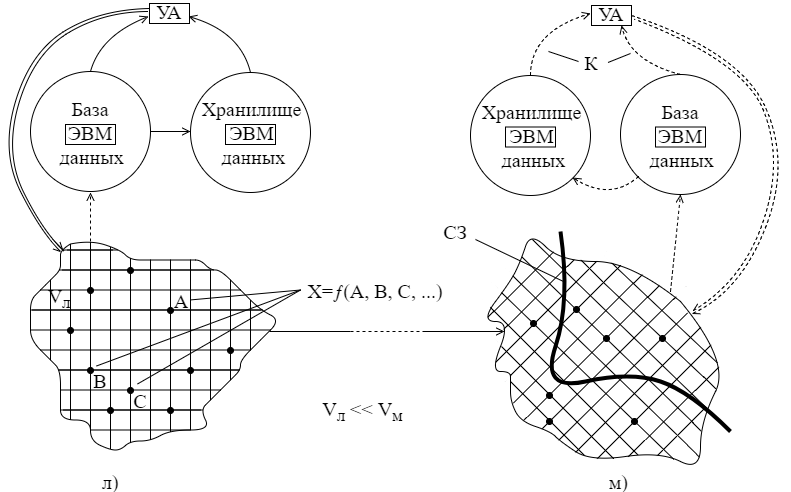 УА
База
ЭВМ
данных
Хранилище
ЭВМ
данных
УА
К
Хранилище
ЭВМ
данных
База
ЭВМ
данных
СЗ
Vл
A
X=f(A, B, C, ...)
B
C
Vл << Vм
л)
м)